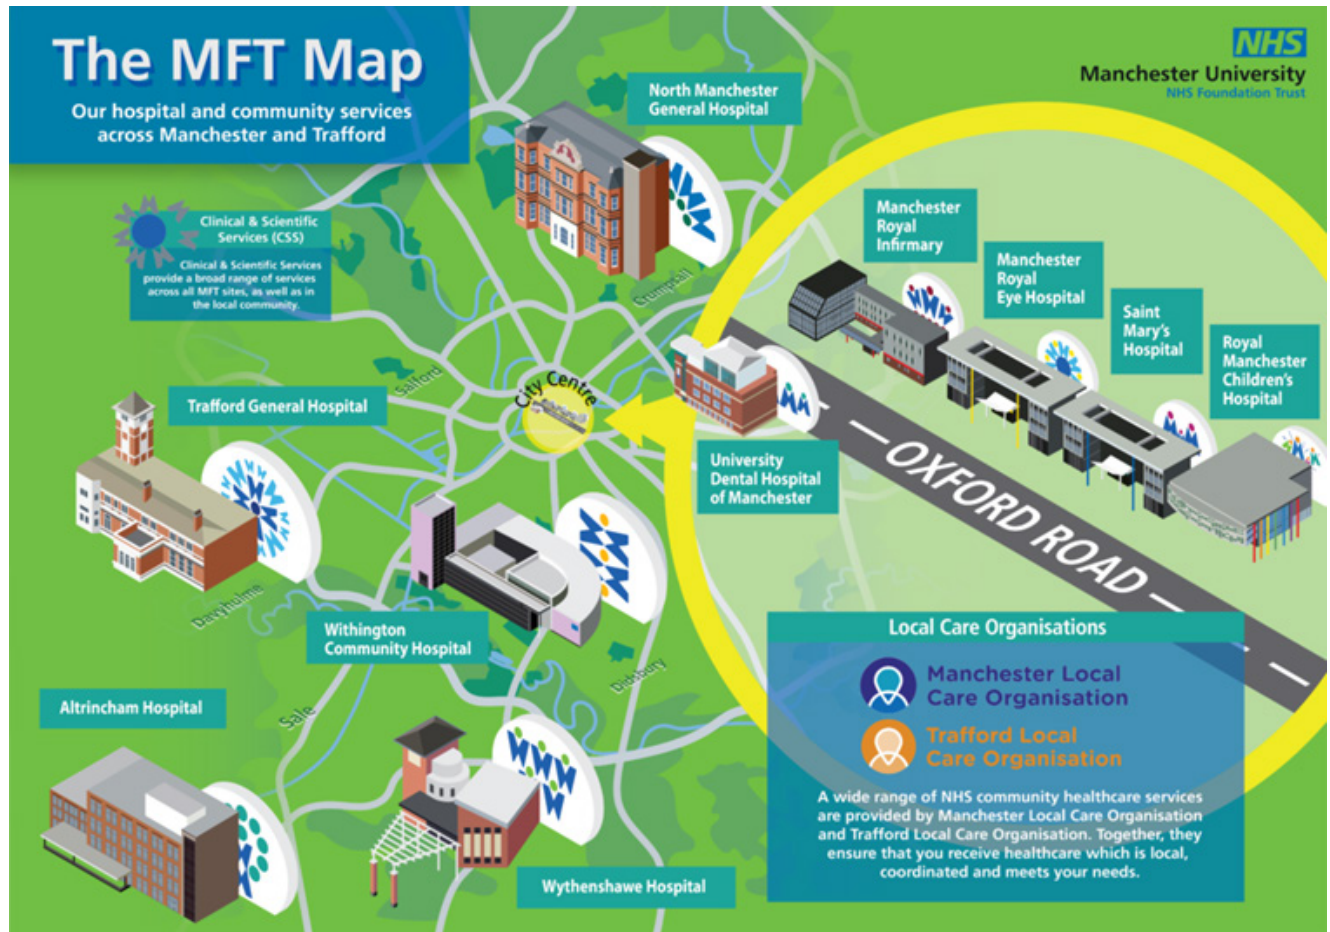 The MFT Map
Our hospital and community services
across Manchester and Trafford
NHS
Manchester University
NHS Foundation Trust
North Manchester
General Hospital
Clinical & Scientific
Services (CSS)
Clinical & Scientific Services
provide a broad range of services
across all MFT sites, as well as in
the local community.
Crumpsall
Manchester
Royal
Infirmary
Manchester
Royal
Eye Hospital
Saint
Mary's
Hospital
Royal
Manchester
Children's
Hospital
Salford
City Centre
Trafford General Hospital
University
Dental Hospital
of Manchester
OXFORD ROAD
Davyhulme
Withington
Community Hospital
Didsbury
Sale
Altrincham Hospital
Wythenshawe Hospital
Local Care Organisations
Manchester Local
Care Organisation
Trafford Local
Care Organisation
A wide range of NHS community healthcare services
are provided by Manchester Local Care Organisation
and Trafford Local Care Organisation. Together, they
ensure that you receive healthcare which is local,
coordinated and meets your needs.